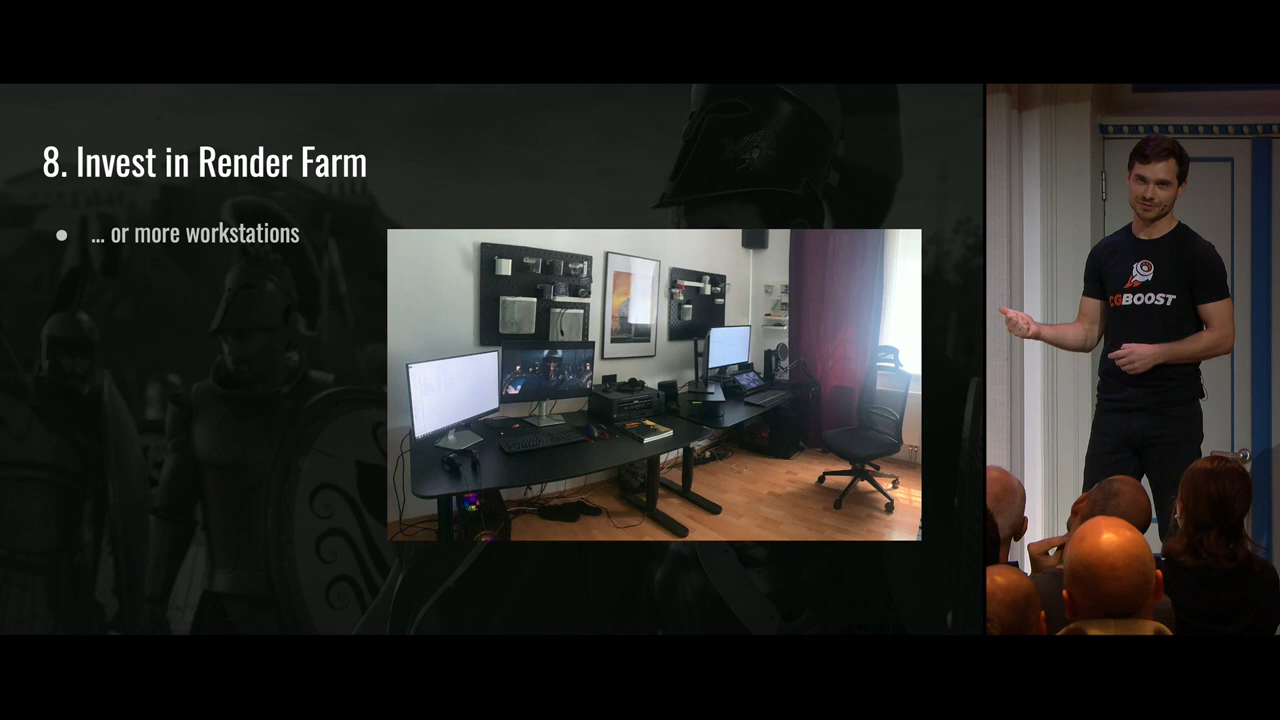 8. Invest in Render Farm
● ... or more workstations
CGBOOST